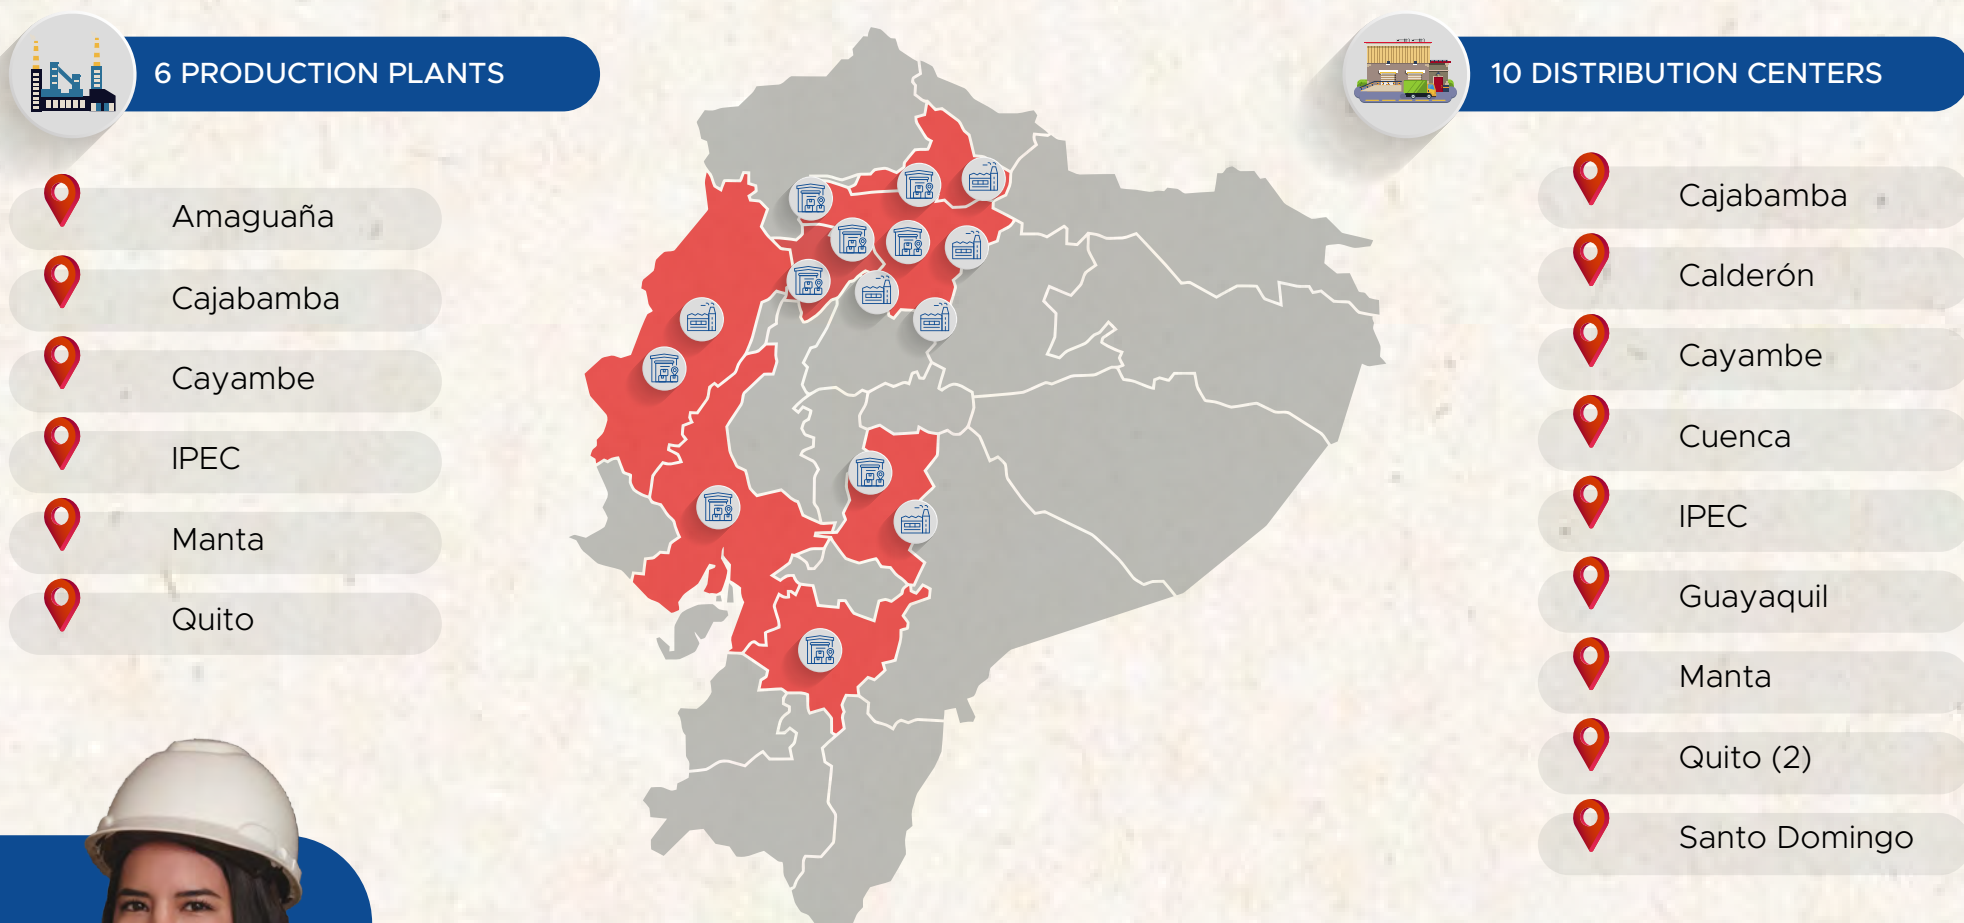 6 PRODUCTION PLANTS
Amaguaña
Cajabamba
Cayambe
IPEC
Manta
Quito
10 DISTRIBUTION CENTERS
Cajabamba
Calderón
Cayambe
Cuenca
IPEC
Guayaquil
Manta
Quito (2)
Santo Domingo